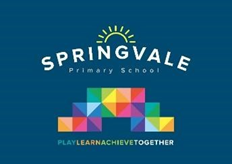 SPRINGVALE
Primary School
PLAYLEARNACHIEVETOGETHER